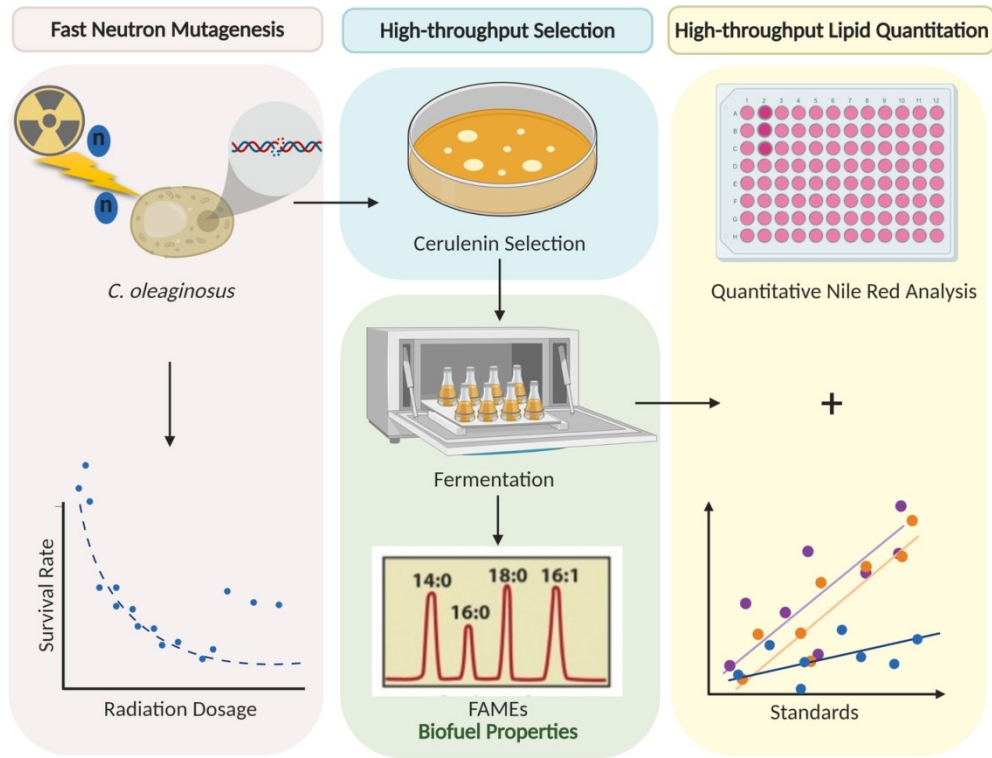 Fast Neutron Mutagenesis
High-throughput Selection
High-throughput Lipid Quantitation
n
n
C. oleaginosus
Survival Rate
Radiation Dosage
Cerulenin Selection
Fermentation
14:0
16:0
18:0
16:1
FAMEs
Biofuel Properties
1 2 3 4 5 6 7 8 9 10 11 12
A
B
C
D
E
F
G
H
Quantitative Nile Red Analysis
+
Standards